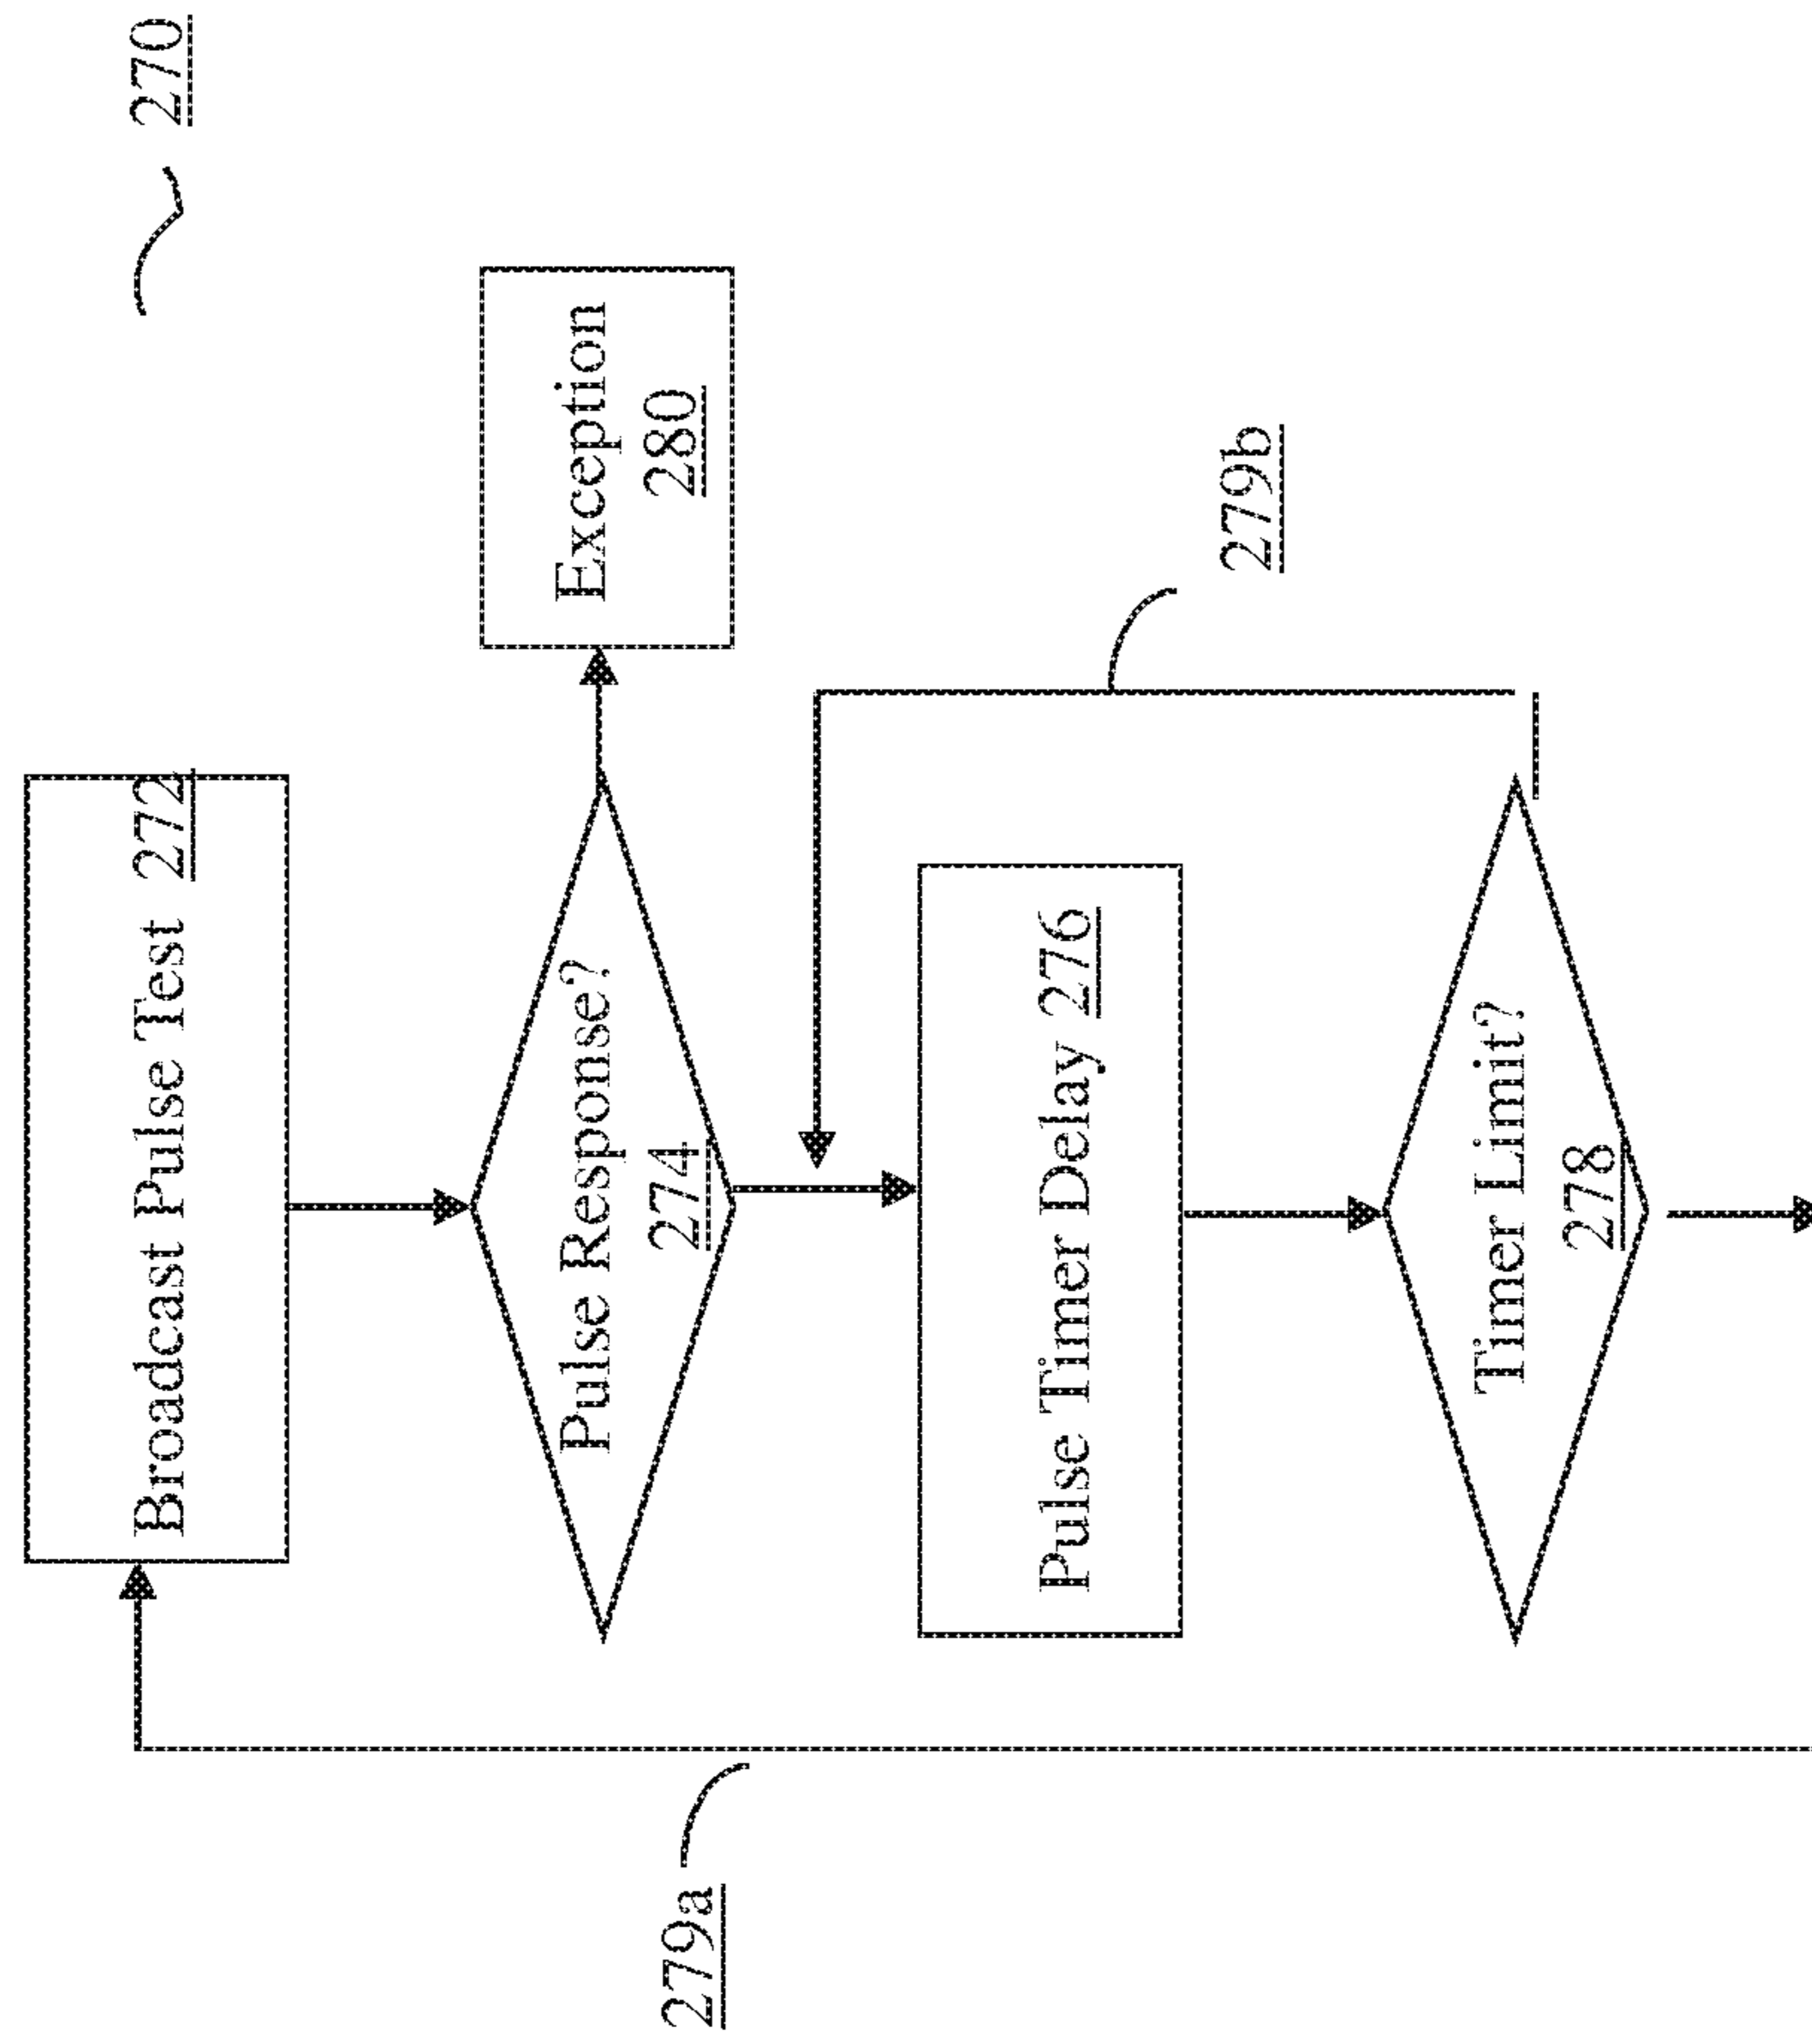 270
Broadcast Pulse Test 272
Pulse Response?
274
Exception
280
279a
279b
Pulse Timer Delay 276
Timer Limit?
278